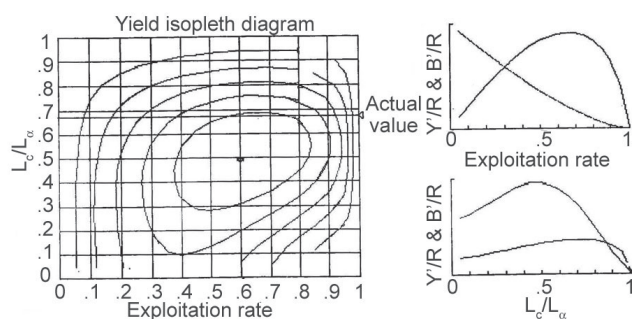 Yield isopleth diagram
1
.9
.8
.7
.6
.5
.4
.3
.2
.1
0
Lc/Lα
0 .1 .2 .3 .4 .5 .6 .7 .8 .9 1
Exploitation rate
Actual
value
Y'/R & B'/R
.5 1
Exploitation rate
Y'/R & B'/R
0 .5 1
Lc/Lα